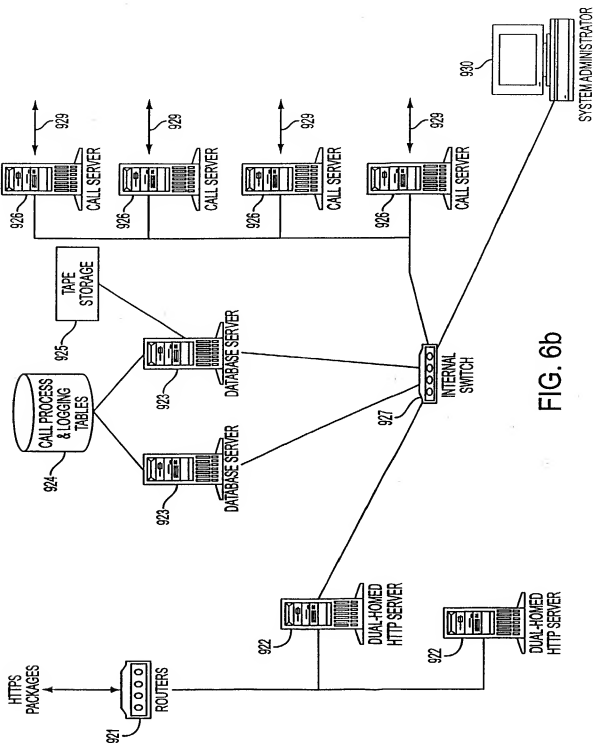 HTTPS
PACKAGES
921
ROUTERS
922
DUAL-HOMED
HTTP SERVER
922
DUAL-HOMED
HTTP SERVER
924
CALL PROCESS
& LOGGING
TABLES
923
DATABASE SERVER
923
DATABASE SERVER
925
TAPE
STORAGE
927
INTERNAL
SWITCH
926
CALL SERVER
929
926
CALL SERVER
929
926
CALL SERVER
929
926
CALL SERVER
929
930
SYSTEM ADMINISTRATOR
FIG. 6b